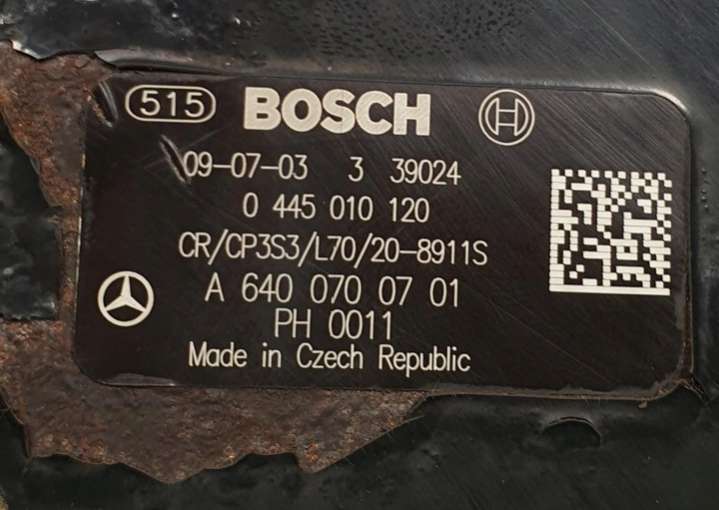 515 BOSCH
09-07-03 3 39024
0 445 010 120
CR/CP3S3/L70/20-8911S
A 640 070 07 01
PH 0011
Made in Czech Republic